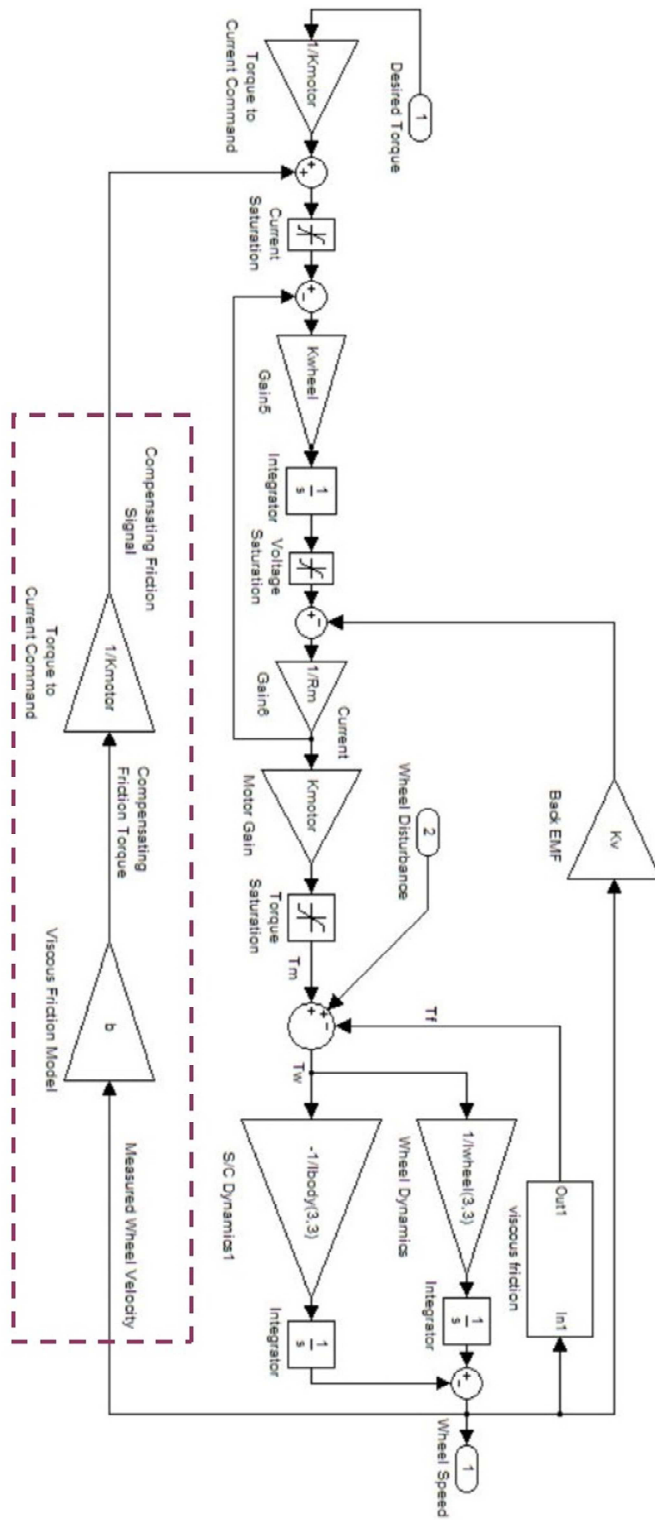 Kv
Back EMF
Out1
In1
viscous friction
Tf
1
Desired Torque
2
Wheel Disturbance
1/Iwheel(3,3)
Wheel Dynamics
1
s
Integrator
1
Wheel Speed
1/Kmotor
Torque to
Current Command
Current
Saturation
Kwheel
Gain5
1
s
Integrator
Voltage
Saturation
1/Rm
Gain6
Current
Kmotor
Motor Gain
Torque
Saturation
Tm
Tw
-1/Ibody(3,3)
S/C Dynamics1
1
s
Integrator
Compensating Friction
Signal
1/Kmotor
Torque to
Current Command
Compensating
Friction Torque
b
Viscous Friction Model
Measured Wheel Velocity